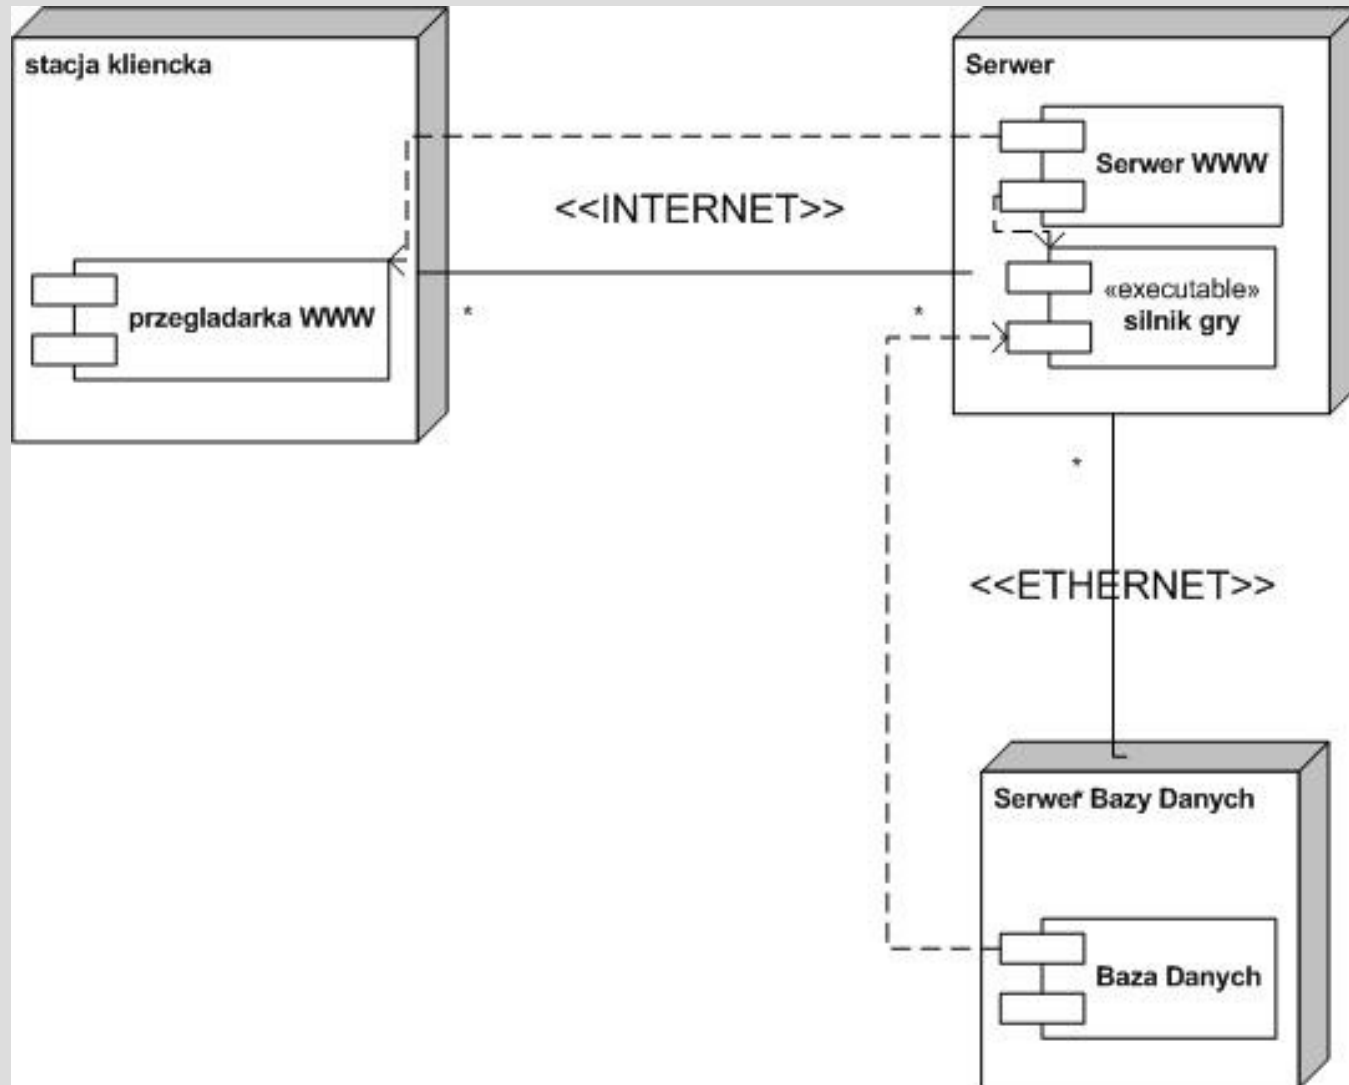 stacja kliencka
Serwer
Serwer WWW
<<INTERNET>>
«executable»
silnik gry
przegladarka WWW
*
*
*
<<ETHERNET>>
Serwer Bazy Danych
Baza Danych